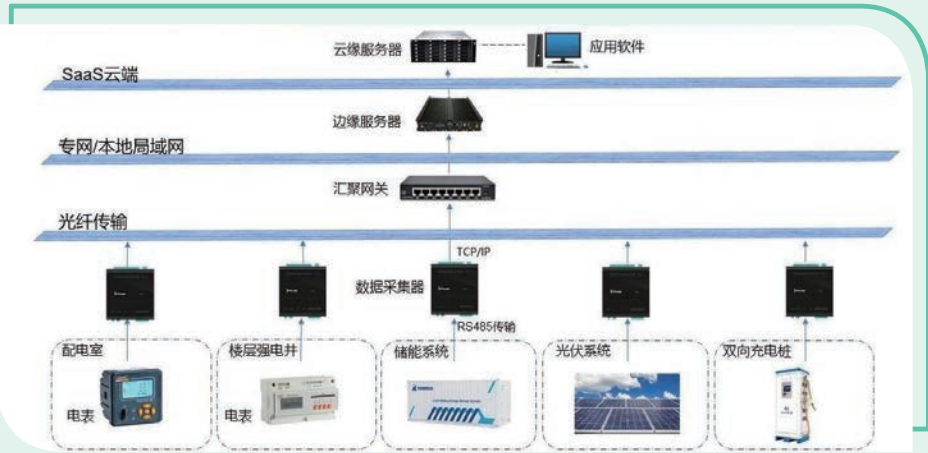 云缘服务器
应用软件
SaaS云端
边缘服务器
专网/本地局域网
汇聚网关
光纤传输
TCP/IP
数据采集器
RS485传输
配电室
楼层强电井
储能系统
光伏系统
双向充电桩
电表
电表